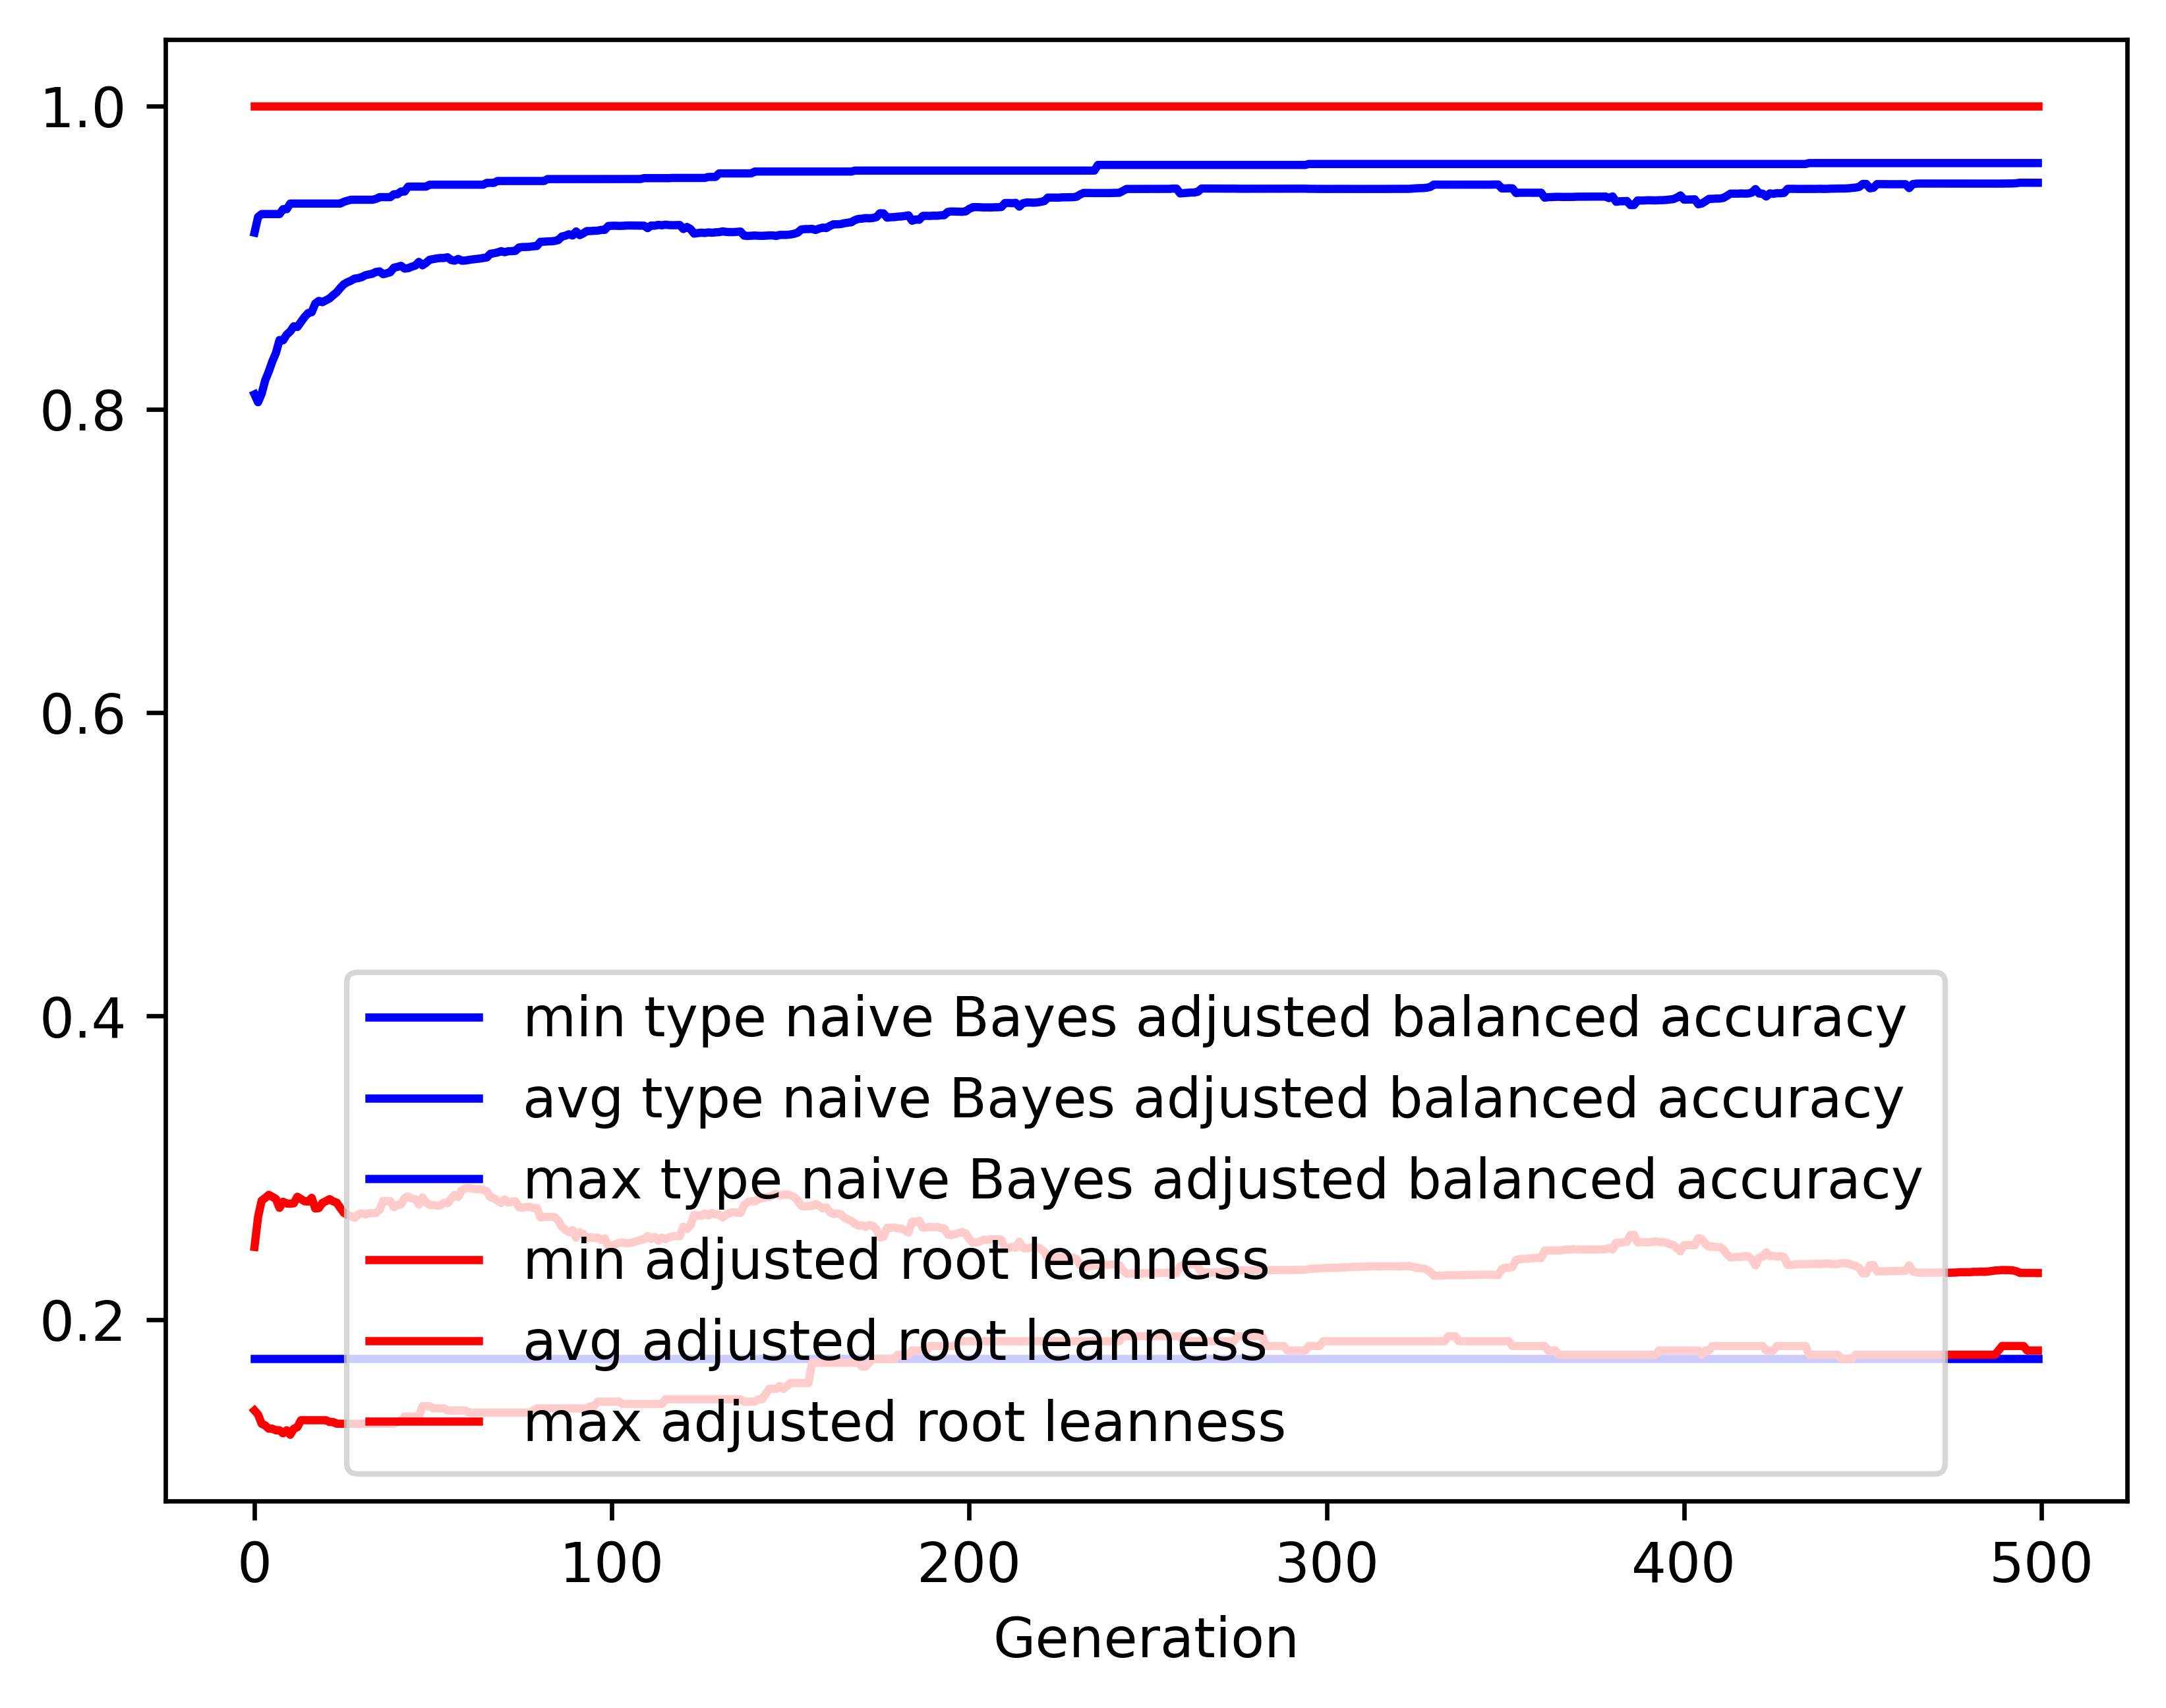 1.0
0.8
0.6
0.4
0.2
min type naive Bayes adjusted balanced accuracy
avg type naive Bayes adjusted balanced accuracy
max type naive Bayes adjusted balanced accuracy
min adjusted root leanness
avg adjusted root leanness
max adjusted root leanness
0 100 200 300 400 500
Generation